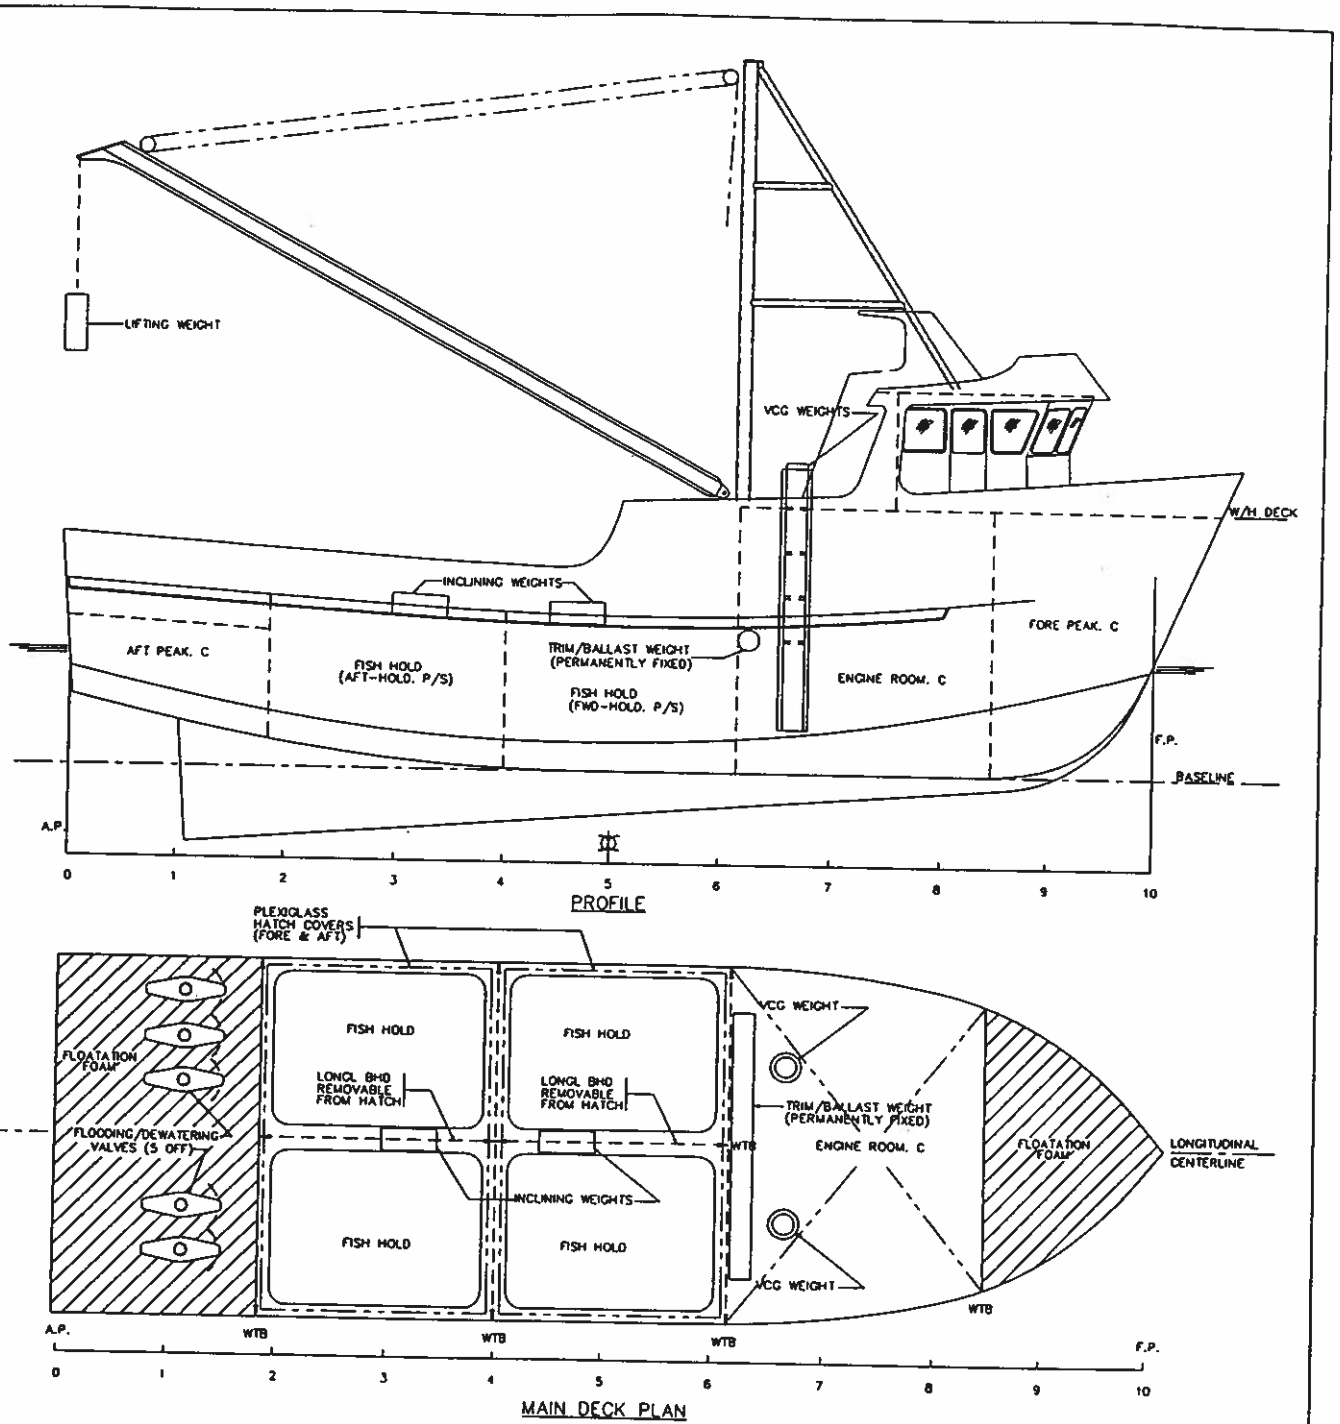 LIFTING WEIGHT
VCG WEIGHTS
W/H DECK
INCLINING WEIGHTS
FORE PEAK. C
AFT PEAK. C
TRIM/BALLAST WEIGHT
(PERMANENTLY FIXED)
FISH HOLD
(AFT-HOLD. P/S)
ENGINE ROOM. C
FISH HOLD
(FWD-HOLD. P/S)
F.P.
BASELINE
A.P.
0 1 2 3 4 5 6 7 8 9 10
PROFILE
PLEXIGLASS
HATCH COVERS
(FORE & AFT)
VCG WEIGHT
FISH HOLD
FISH HOLD
FLOATATION
FOAM
LONGL BHD
REMOVABLE
FROM HATCH
LONGL BHD
REMOVABLE
FROM HATCH
TRIM/BALLAST WEIGHT
(PERMANENTLY FIXED)
FLOODING/DEWATERING
VALVES (5 OFF)
WTB
ENGINE ROOM. C
FLOATATION
FOAM
LONGITUDINAL
CENTERLINE
INCLINING WEIGHTS
FISH HOLD
FISH HOLD
VCG WEIGHT
WTB
A.P.
WTB
WTB
WTB
F.P.
0 1 2 3 4 5 6 7 8 9 10
MAIN DECK PLAN